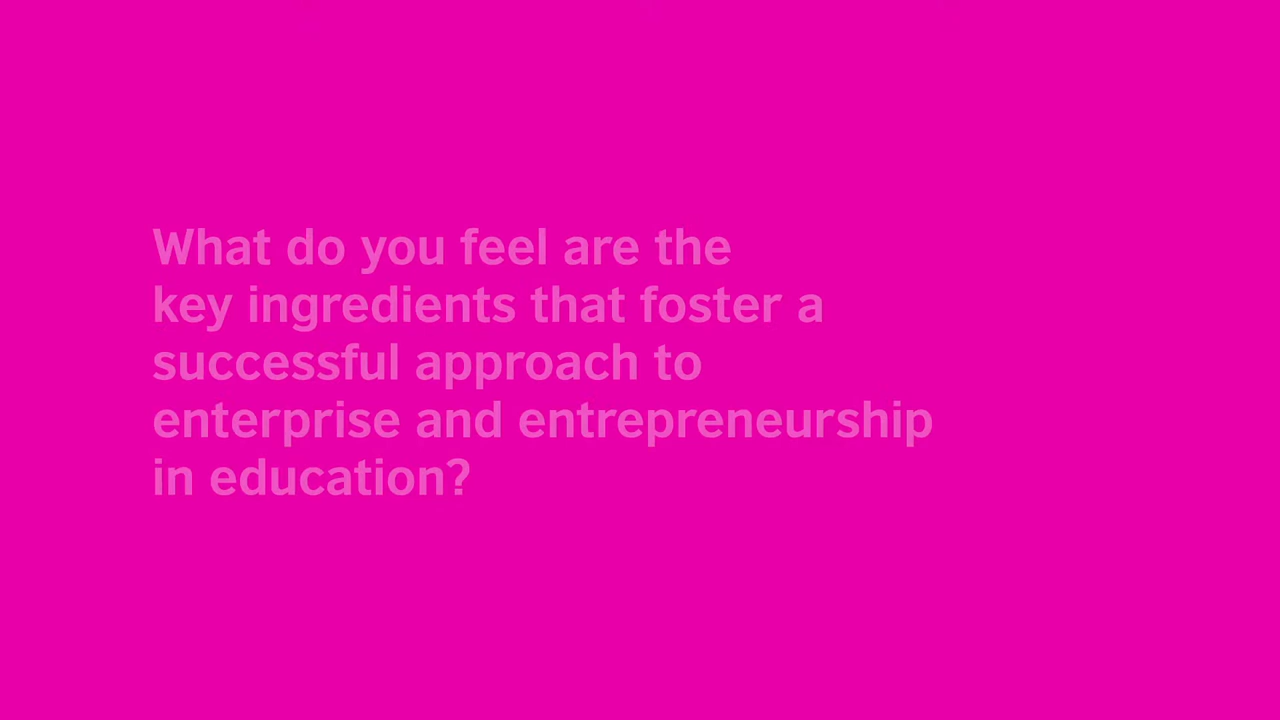 What do you feel are the
key ingredients that foster a
successful approach to
enterprise and entrepreneurship
in education?